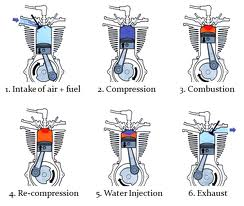 1. Intake of air + fuel
2. Compression
3. Combustion
4. Re-compression
5. Water Injection
6. Exhaust